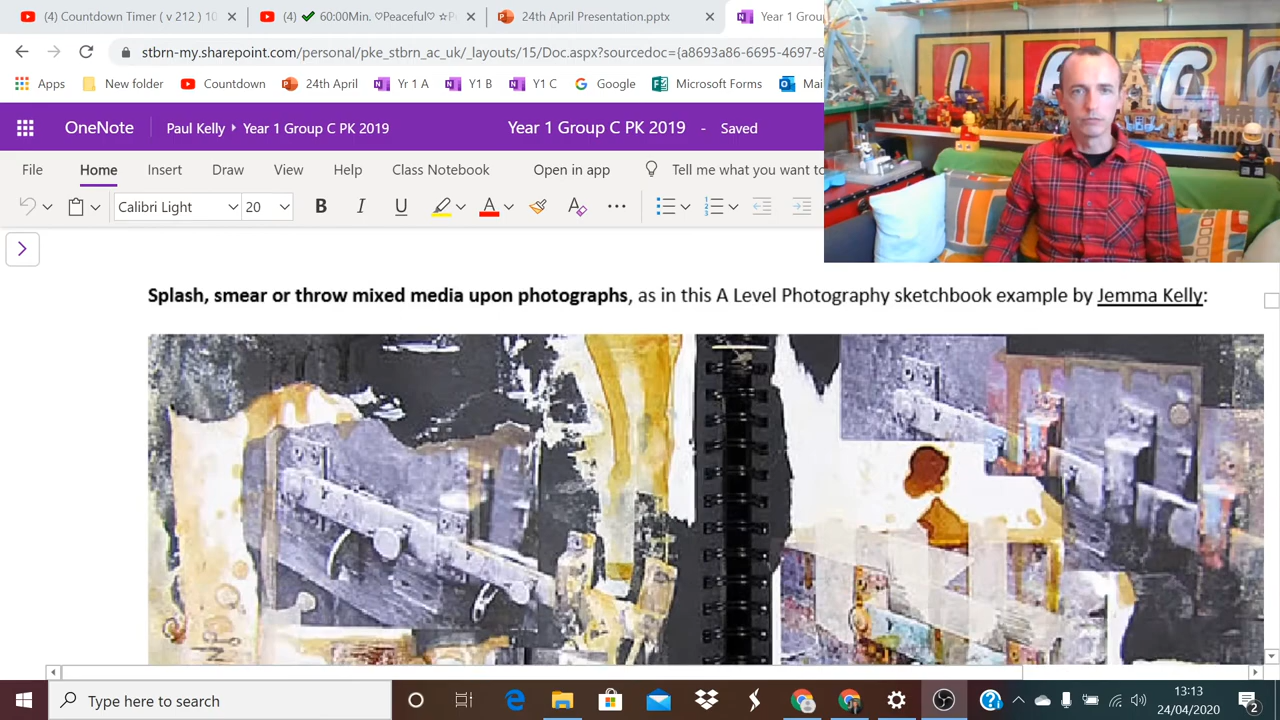 (4) Countdown Timer ( v 212 ) 10
(4) ✔ 60:00Min. ♡Peaceful♡ ☆P
24th April Presentation.pptx
Year 1 Grou
stbrn-my.sharepoint.com/personal/pke_stbrn_ac_uk/_layouts/15/Doc.aspx?sourcedoc={a8693a86-6695-4697-8
Apps
New folder
Countdown
24th April
Y1 A
Y1 B
Y1 C
Google
Microsoft Forms
Mai
OneNote
Paul Kelly ▸ Year 1 Group C PK 2019
Year 1 Group C PK 2019 - Saved
File
Home
Insert
Draw
View
Help
Class Notebook
Open in app
Tell me what you want to
Calibri Light
20
B
I
U
Splash, smear or throw mixed media upon photographs, as in this A Level Photography sketchbook example by Jemma Kelly:
Type here to search
13:13
24/04/2020
2